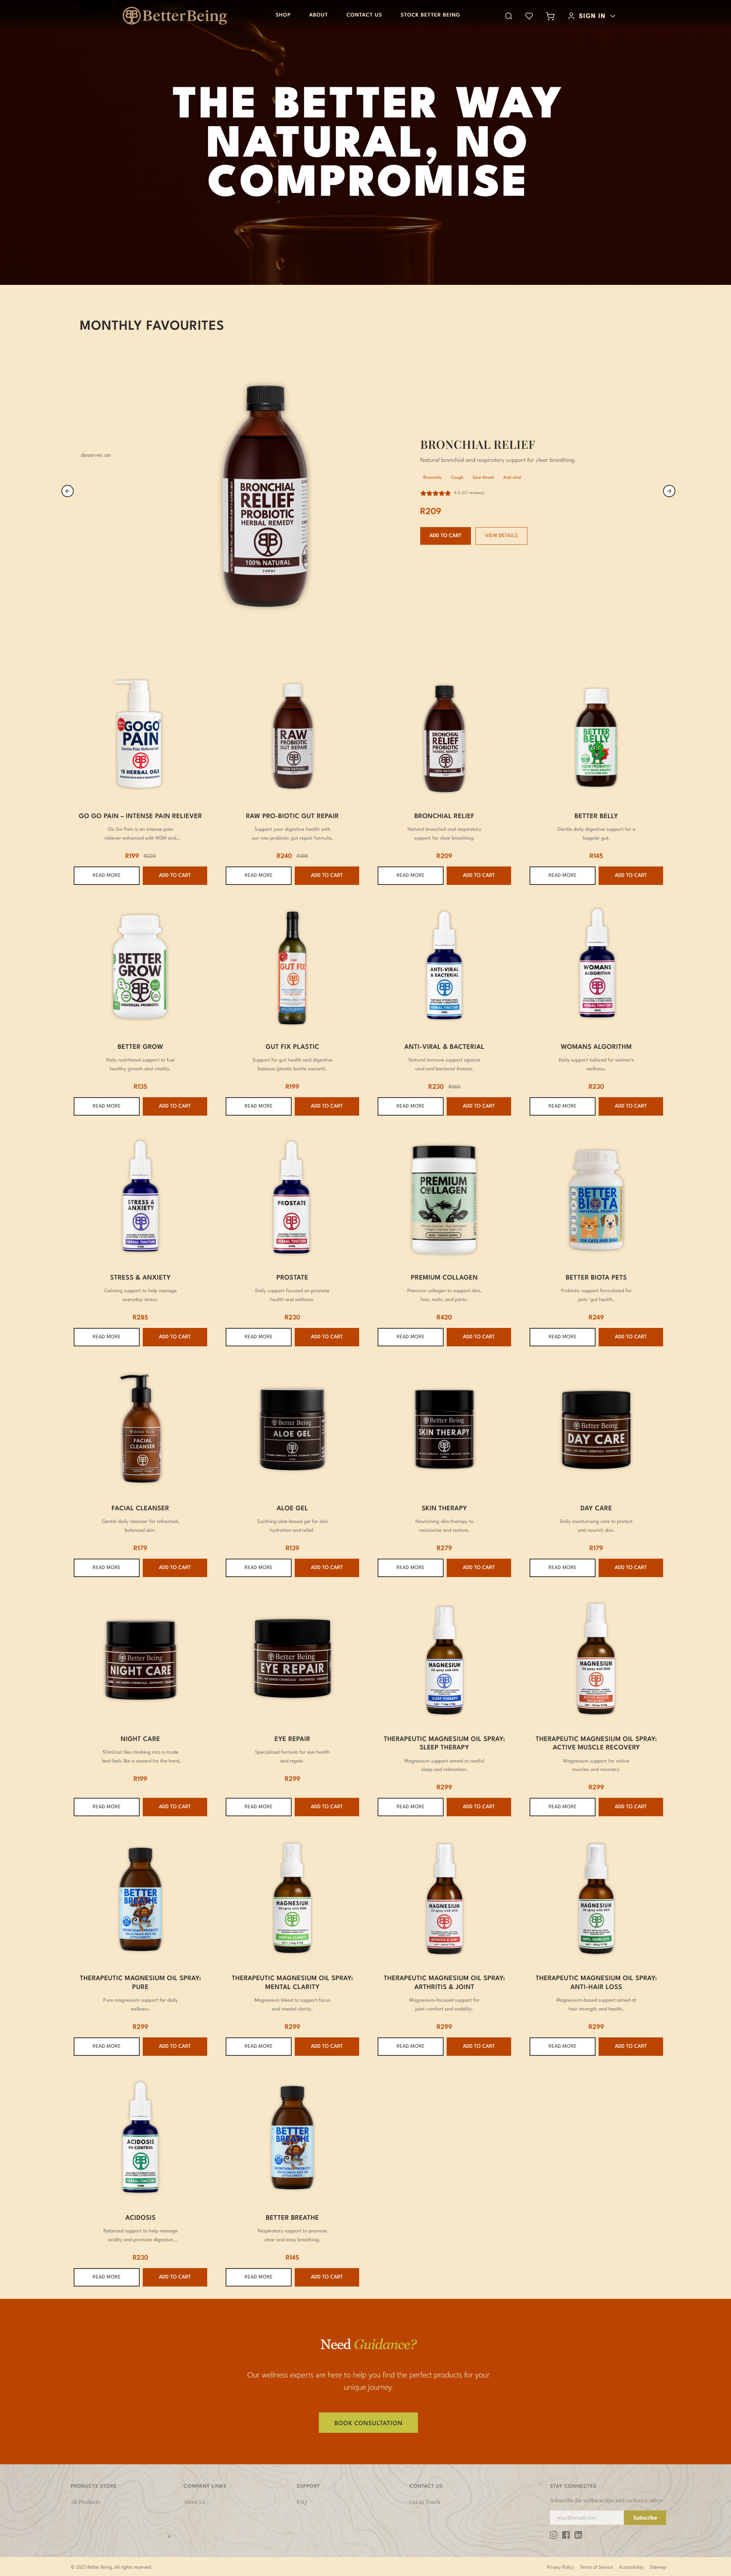 BetterBeing
SHOP ABOUT CONTACT US STOCK BETTER BEING SIGN IN
THE BETTER WAY
NATURAL, NO
COMPROMISE
MONTHLY FAVOURITES
deserves an
BRONCHIAL RELIEF PROBIOTIC HERBAL REMEDY 100% NATURAL
BRONCHIAL RELIEF
Natural bronchial and respiratory support for clear breathing.
Bronchitis Cough Sore throat Anti-viral
4.5 (67 reviews)
R209
ADD TO CART VIEW DETAILS
GO GO PAIN – INTENSE PAIN RELIEVER
Go Go Pain is an intense pain
reliever enhanced with MSM and...
R199 R220
READ MORE ADD TO CART
RAW PRO-BIOTIC GUT REPAIR
Support your digestive health with
our raw probiotic gut repair formula.
R240 R385
READ MORE ADD TO CART
BRONCHIAL RELIEF
Natural bronchial and respiratory
support for clear breathing.
R209
READ MORE ADD TO CART
BETTER BELLY
Gentle daily digestive support for a
happier gut.
R145
READ MORE ADD TO CART
BETTER GROW
Daily nutritional support to fuel
healthy growth and vitality.
R135
READ MORE ADD TO CART
GUT FIX PLASTIC
Support for gut health and digestive
balance (plastic bottle variant).
R199
READ MORE ADD TO CART
ANTI-VIRAL & BACTERIAL
Natural immune support against
viral and bacterial threats.
R230 R260
READ MORE ADD TO CART
WOMANS ALGORITHM
Daily support tailored for women's
wellness.
R230
READ MORE ADD TO CART
STRESS & ANXIETY
Calming support to help manage
everyday stress.
R285
READ MORE ADD TO CART
PROSTATE
Daily support focused on prostate
health and wellness.
R230
READ MORE ADD TO CART
PREMIUM COLLAGEN
Premium collagen to support skin,
hair, nails, and joints.
R420
READ MORE ADD TO CART
BETTER BIOTA PETS
Probiotic support formulated for
pets' gut health.
R249
READ MORE ADD TO CART
FACIAL CLEANSER
Gentle daily cleanser for refreshed,
balanced skin.
R179
READ MORE ADD TO CART
ALOE GEL
Soothing aloe-based gel for skin
hydration and relief.
R139
READ MORE ADD TO CART
SKIN THERAPY
Nourishing skin therapy to
moisturise and restore.
R279
READ MORE ADD TO CART
DAY CARE
Daily moisturizing care to protect
and nourish skin.
R179
READ MORE ADD TO CART
NIGHT CARE
50mlJust like climbing into a made
bed feels like a reward for the hard.
R199
READ MORE ADD TO CART
EYE REPAIR
Specialized formula for eye health
and repair.
R299
READ MORE ADD TO CART
THERAPEUTIC MAGNESIUM OIL SPRAY:
SLEEP THERAPY
Magnesium support aimed at restful
sleep and relaxation.
R299
READ MORE ADD TO CART
THERAPEUTIC MAGNESIUM OIL SPRAY:
ACTIVE MUSCLE RECOVERY
Magnesium support for active
muscles and recovery.
R299
READ MORE ADD TO CART
THERAPEUTIC MAGNESIUM OIL SPRAY:
PURE
Pure magnesium support for daily
wellness.
R299
READ MORE ADD TO CART
THERAPEUTIC MAGNESIUM OIL SPRAY:
MENTAL CLARITY
Magnesium blend to support focus
and mental clarity.
R299
READ MORE ADD TO CART
THERAPEUTIC MAGNESIUM OIL SPRAY:
ARTHRITIS & JOINT
Magnesium-focused support for
joint comfort and mobility.
R299
READ MORE ADD TO CART
THERAPEUTIC MAGNESIUM OIL SPRAY:
ANTI-HAIR LOSS
Magnesium-based support aimed at
hair strength and health.
R299
READ MORE ADD TO CART
ACIDOSIS
Balanced support to help manage
acidity and promote digestive...
R230
READ MORE ADD TO CART
BETTER BREATHE
Respiratory support to promote
clear and easy breathing.
R145
READ MORE ADD TO CART
Need Guidance?
Our wellness experts are here to help you find the perfect products for your
unique journey.
BOOK CONSULTATION
PRODUCTS STORE
All Products
COMPANY LINKS
About Us
SUPPORT
FAQ
CONTACT US
Get In Touch
STAY CONNECTED
Subscribe for wellness tips and exclusive offers
your@email.com Subscribe
© 2025 Better Being. All rights reserved.
Privacy Policy Terms of Service Accessibility Sitemap